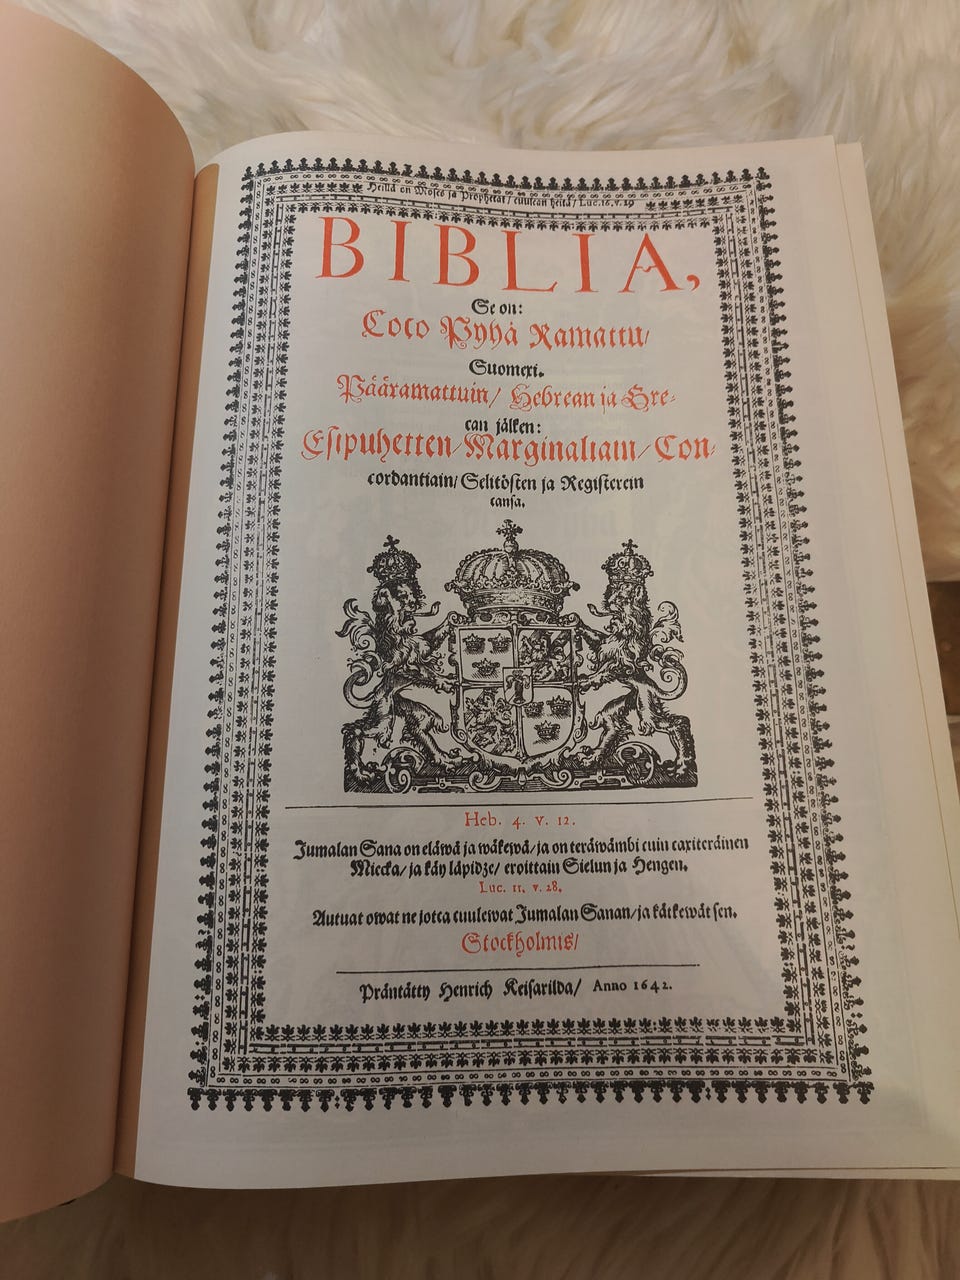 Heillä on Moses ja Prophetat/ cuulcan heitä/ Luc.16.v.29
BIBLIA,
Se on:
Coco Pyhä Ramattu/
Suomexi.
Pääramattuin/ Hebrean ja Gre-
can jälken:
Esipuhetten/ Marginaliain/ Con-
cordantiain/ Selitösten ja Registerein
cansa.
Heb. 4. v. 12.
Jumalan Sana on eläwä ja wäkewä/ ja on teräwämbi cuin caxiteräinen
Miecka/ ja käy läpidze/ eroittain Sielun ja Hengen.
Luc. 11. v. 28.
Autuat owat ne jotca cuulewat Jumalan Sanan/ ja kätkewät sen.
Stockholmis/
Präntätty Henrich Keisarilda/ Anno 1642.